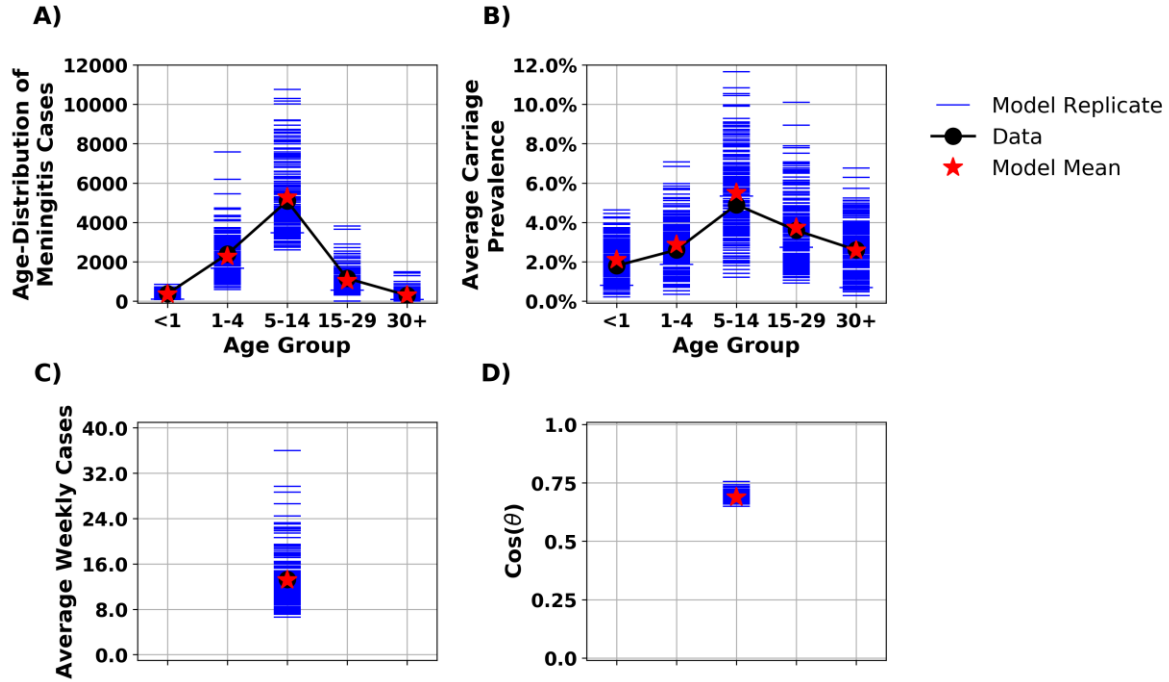 A)
Age-Distribution of
Meningitis Cases
12000
10000
8000
6000
4000
2000
0
<1 1-4 5-14 15-29 30+
Age Group
B)
Average Carriage
Prevalence
12.0%
10.0%
8.0%
6.0%
4.0%
2.0%
0.0%
<1 1-4 5-14 15-29 30+
Age Group
Model Replicate
Data
Model Mean
C)
Average Weekly Cases
40.0
32.0
24.0
16.0
8.0
0.0
D)
Cos(θ)
1.0
0.75
0.5
0.25
0.0